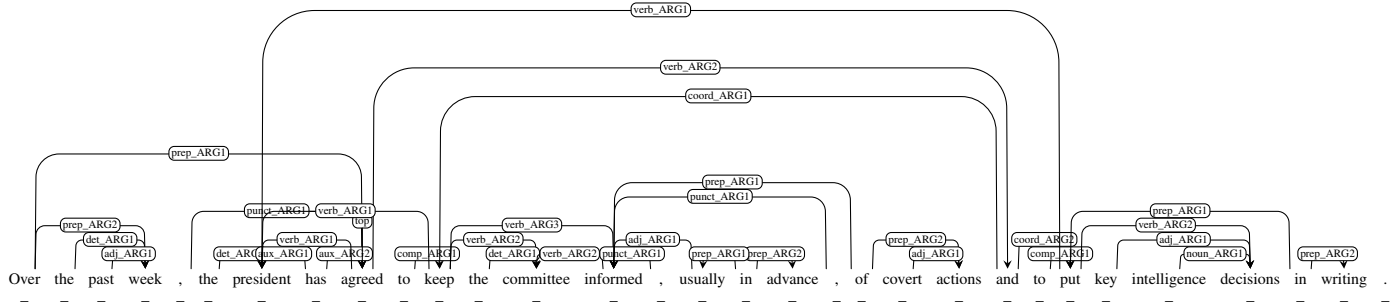 verb_ARG1
verb_ARG2
coord_ARG1
prep_ARG1
prep_ARG1
punct_ARG1
punct_ARG1 verb_ARG1 prep_ARG1
top
prep_ARG2 verb_ARG3 verb_ARG2
det_ARG1 verb_ARG1 verb_ARG2 adj_ARG1 prep_ARG2 coord_ARG2 adj_ARG1
adj_ARG1 det_ARG1 aux_ARG1 aux_ARG2 comp_ARG1 det_ARG1 verb_ARG2 punct_ARG1 prep_ARG1 prep_ARG2 adj_ARG1 comp_ARG1 noun_ARG1 prep_ARG2
Over the past week , the president has agreed to keep the committee informed , usually in advance , of covert actions and to put key intelligence decisions in writing .
_ _ _ _ _ _ _ _ _ _ _ _ _ _ _ _ _ _ _ _ _ _ _ _ _ _ _ _ _ _ _